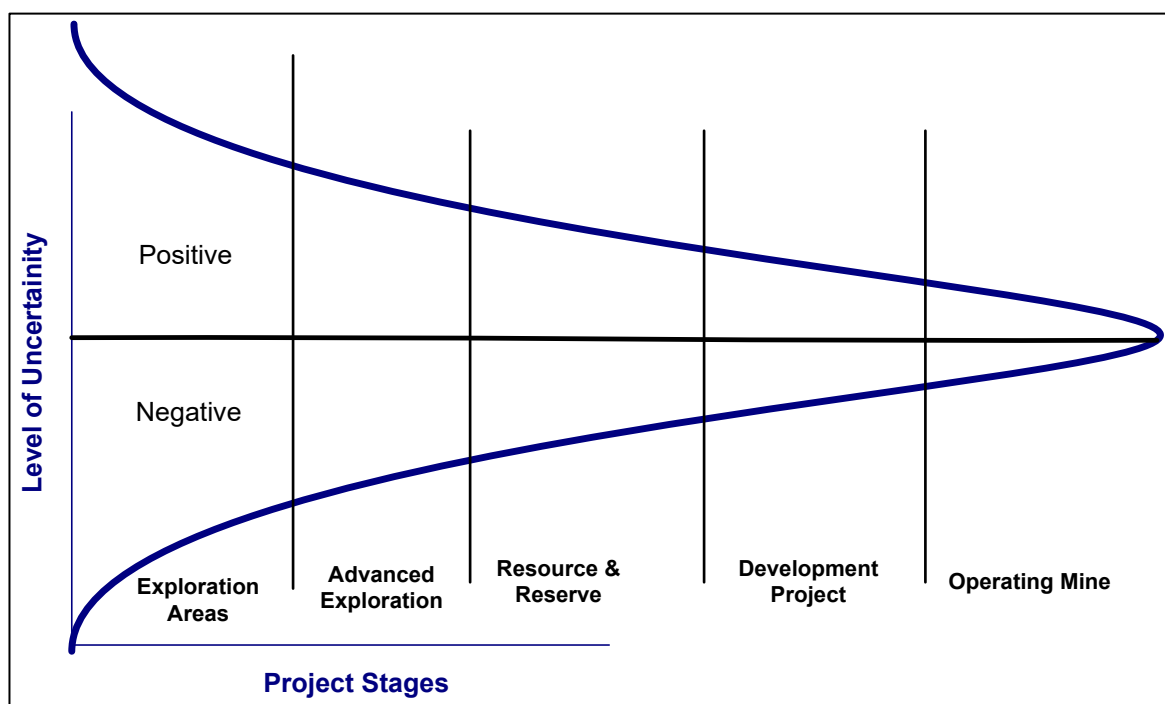 Level of Uncertainity
Positive
Negative
Exploration
Areas
Advanced
Exploration
Resource &
Reserve
Development
Project
Operating Mine
Project Stages